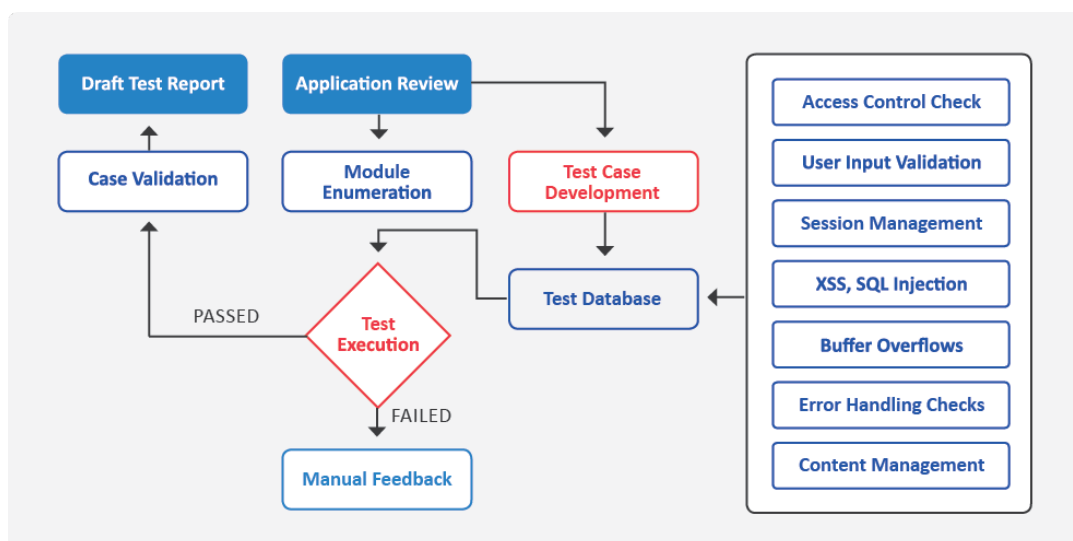 Draft Test Report
Application Review
Access Control Check
Case Validation
Module
Enumeration
Test Case
Development
User Input Validation
Session Management
Test Database
XSS, SQL Injection
PASSED
Test
Execution
Buffer Overflows
FAILED
Error Handling Checks
Manual Feedback
Content Management